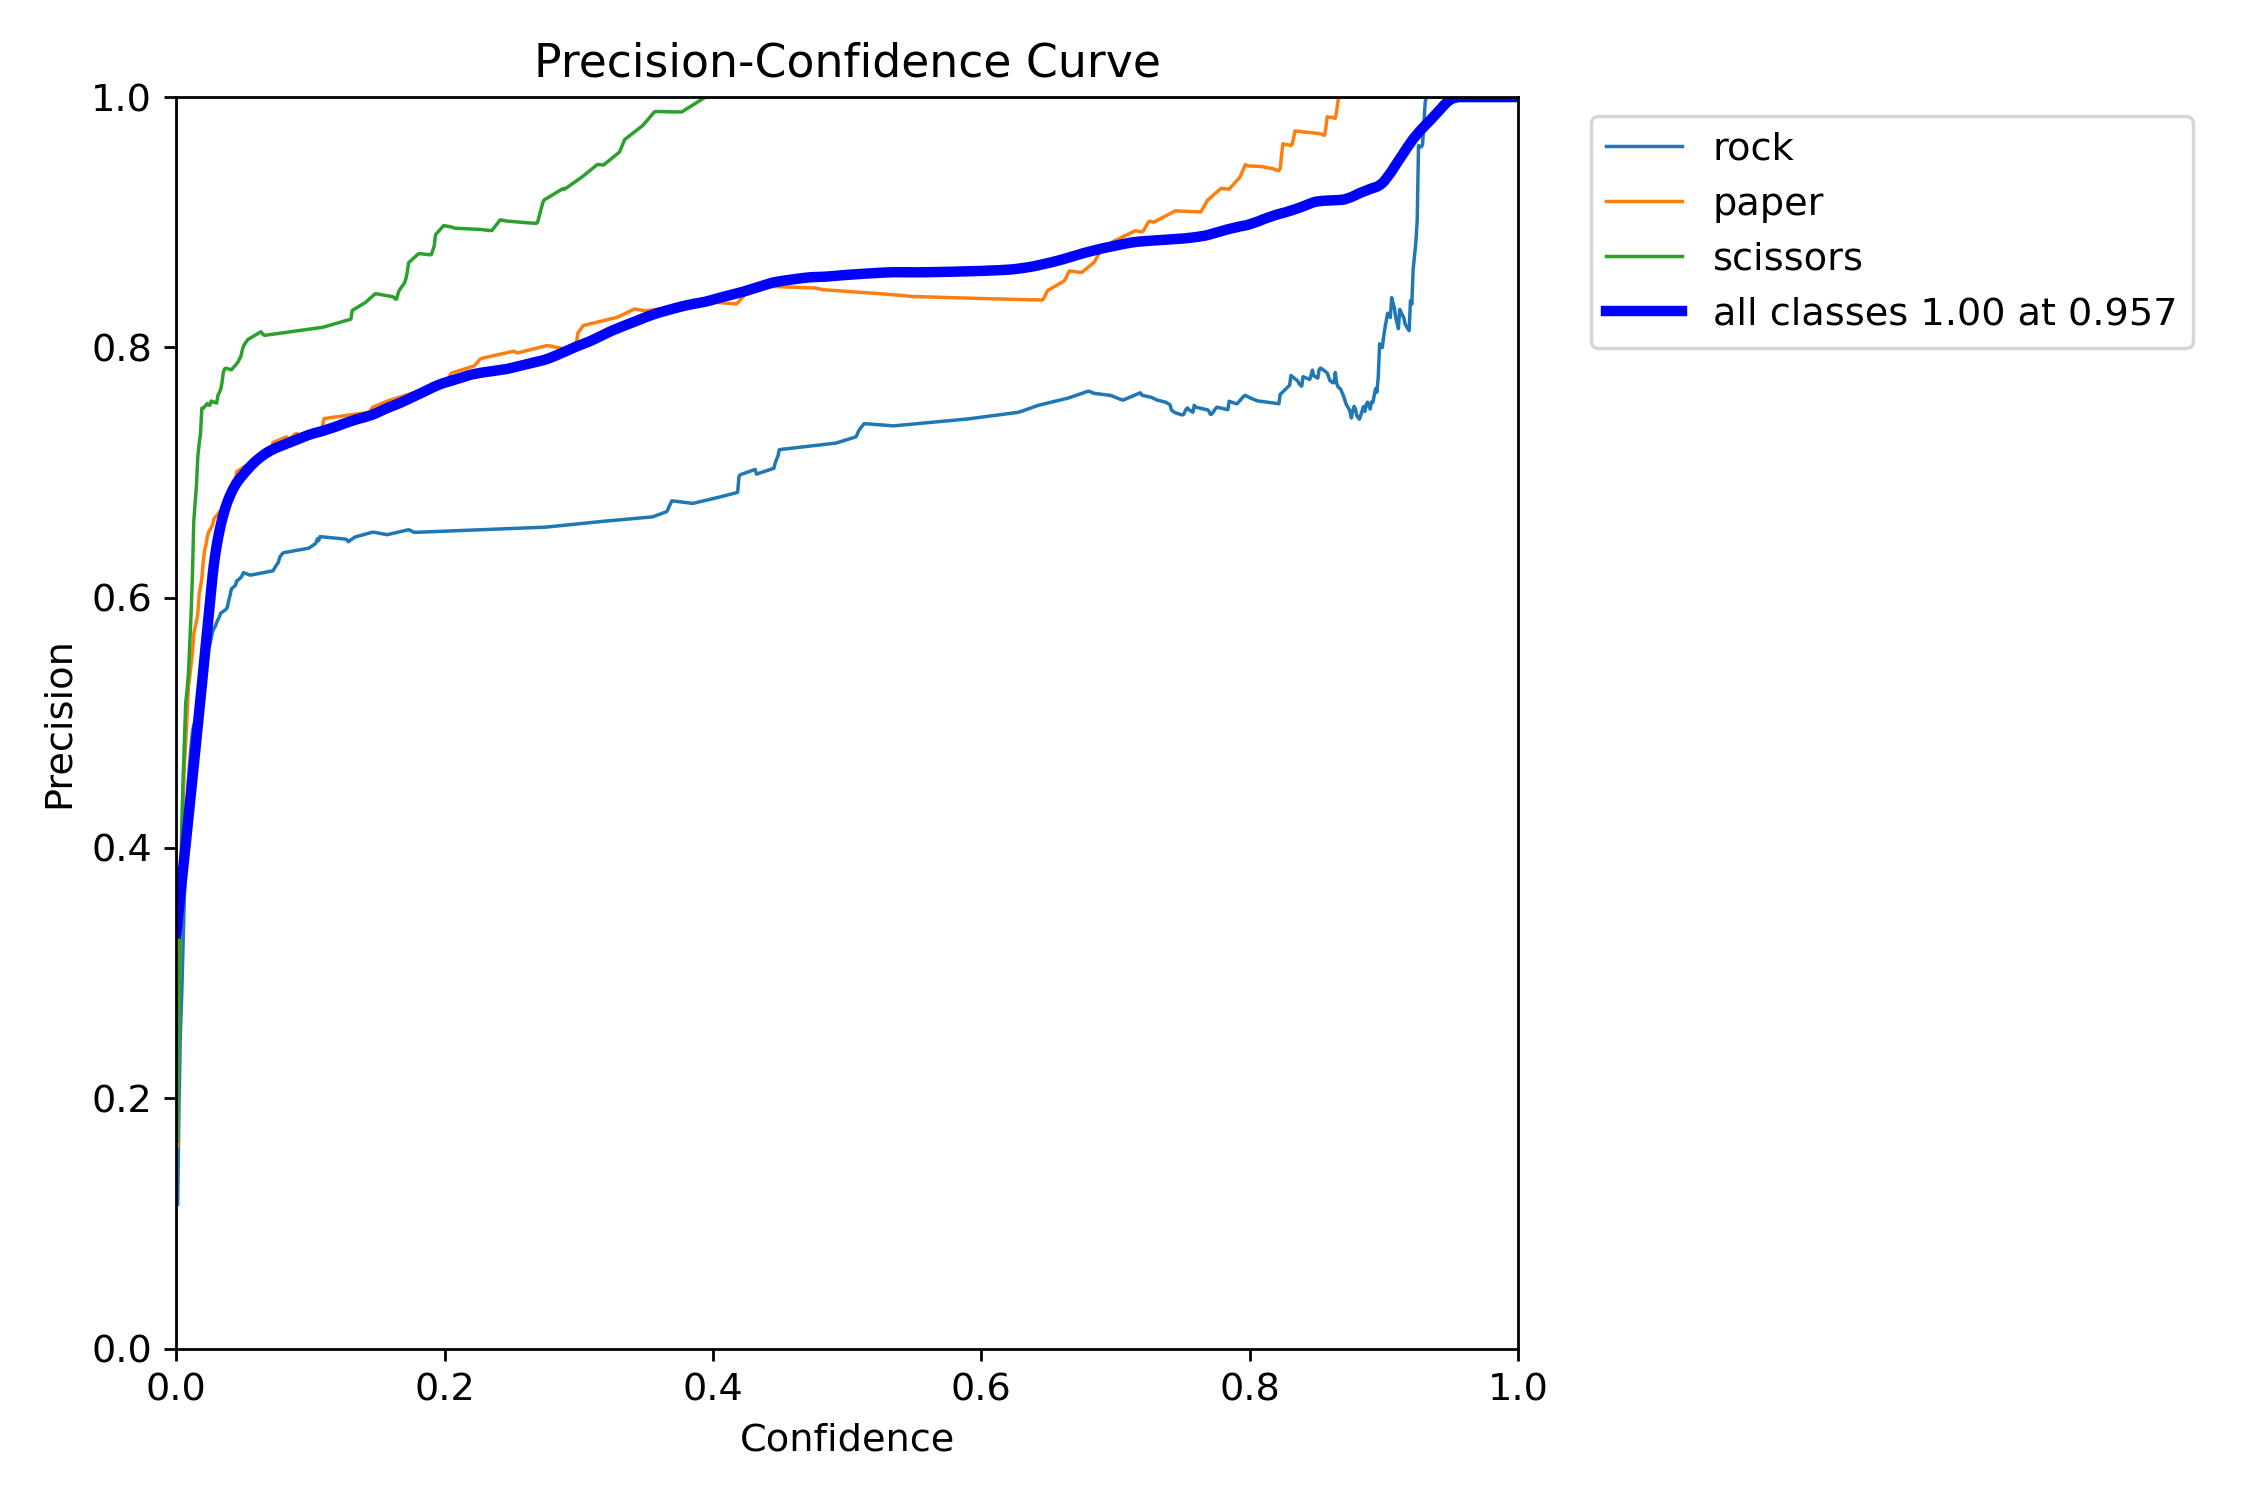 Precision-Confidence Curve
1.0
0.8
0.6
0.4
0.2
0.0
Precision
0.0 0.2 0.4 0.6 0.8 1.0
Confidence
rock
paper
scissors
all classes 1.00 at 0.957